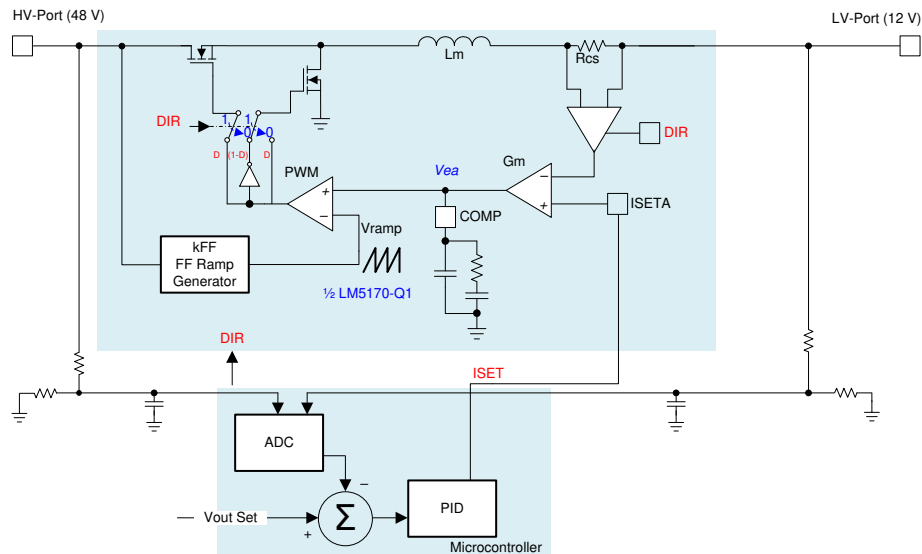 HV-Port (48 V)
LV-Port (12 V)
Lm
Rcs
DIR
1
1
0
0
D
(1-D)
D
DIR
PWM
Vea
Gm
+
−
−
+
COMP
ISETA
Vramp
kFF
FF Ramp
Generator
½ LM5170-Q1
DIR
ISET
ADC
−
Vout Set
+
Σ
PID
Microcontroller